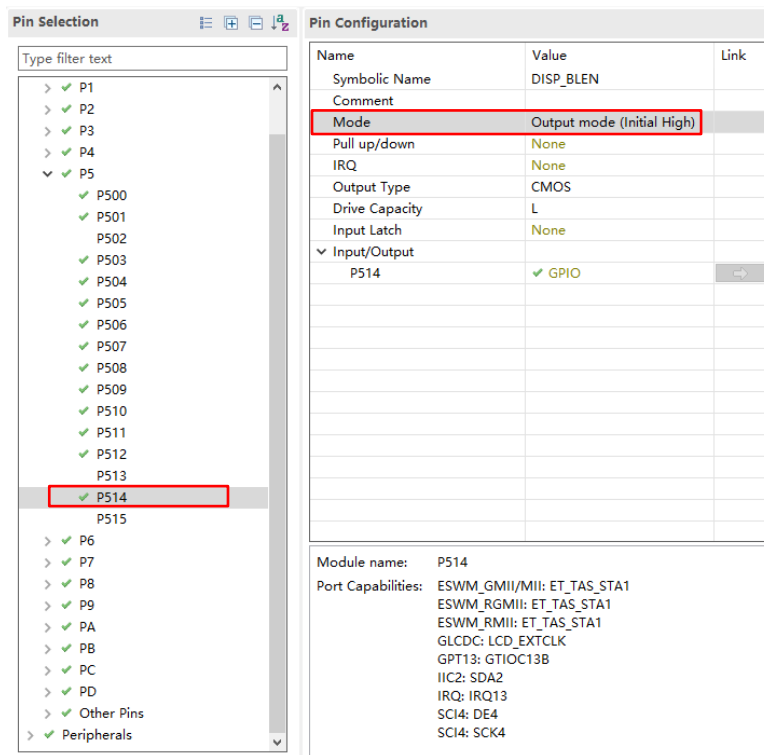 Pin Selection
Type filter text
P1
P2
P3
P4
P5
P500
P501
P502
P503
P504
P505
P506
P507
P508
P509
P510
P511
P512
P513
P514
P515
P6
P7
P8
P9
PA
PB
PC
PD
Other Pins
Peripherals
Pin Configuration
Name Value Link
Symbolic Name DISP_BLEN
Comment
Mode Output mode (Initial High)
Pull up/down None
IRQ None
Output Type CMOS
Drive Capacity L
Input Latch None
Input/Output
P514 GPIO
Module name: P514
Port Capabilities: ESWM_GMII/MII: ET_TAS_STA1
ESWM_RGMII: ET_TAS_STA1
ESWM_RMII: ET_TAS_STA1
GLCDC: LCD_EXTCLK
GPT13: GTIOC13B
IIC2: SDA2
IRQ: IRQ13
SCI4: DE4
SCI4: SCK4